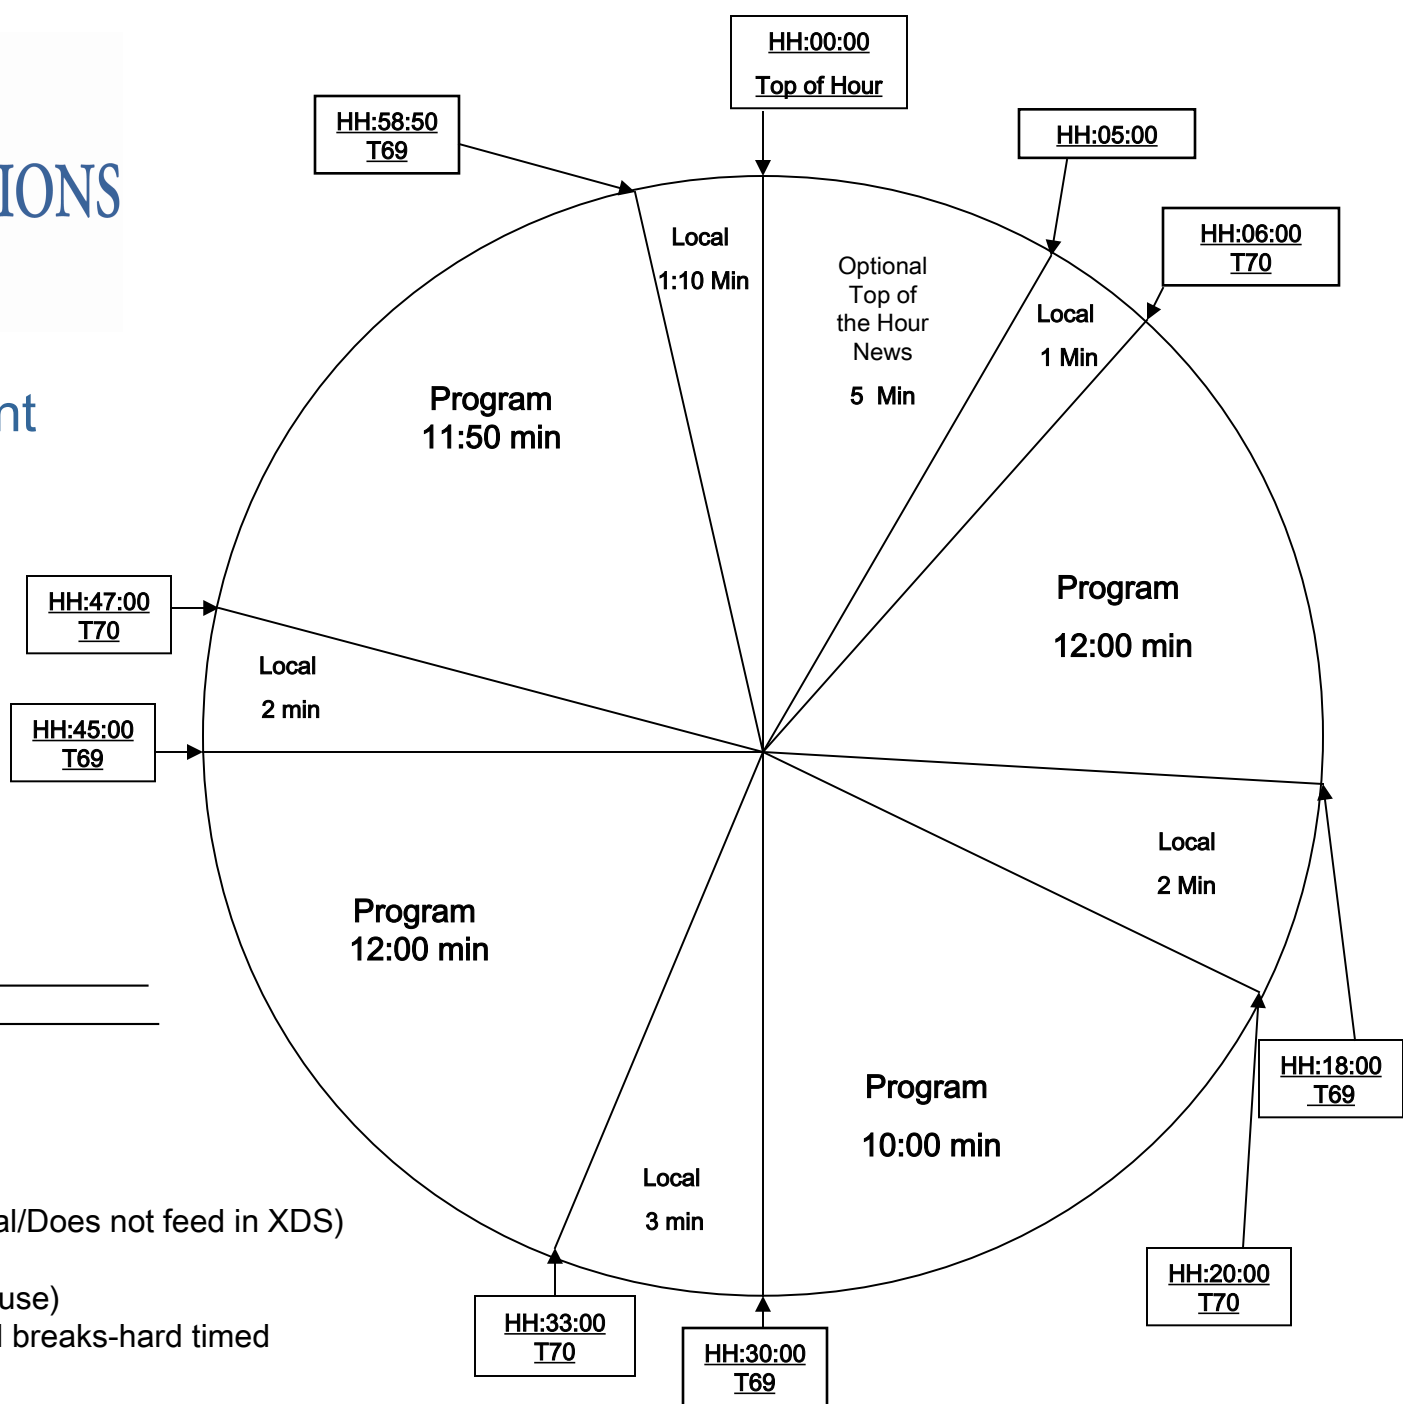 HH:00:00
Top of Hour
HH:58:50
T69
HH:05:00
IONS
HH:06:00
T70
Local
1:10 Min
Optional
Top of
the Hour
News
5 Min
Local
1 Min
nt
Program
11:50 min
Program
12:00 min
HH:47:00
T70
Local
2 min
HH:45:00
T69
Local
2 Min
Program
12:00 min
HH:18:00
T69
Program
10:00 min
Local
3 min
al/Does not feed in XDS)
HH:20:00
T70
use)
l breaks-hard timed
HH:33:00
T70
HH:30:00
T69